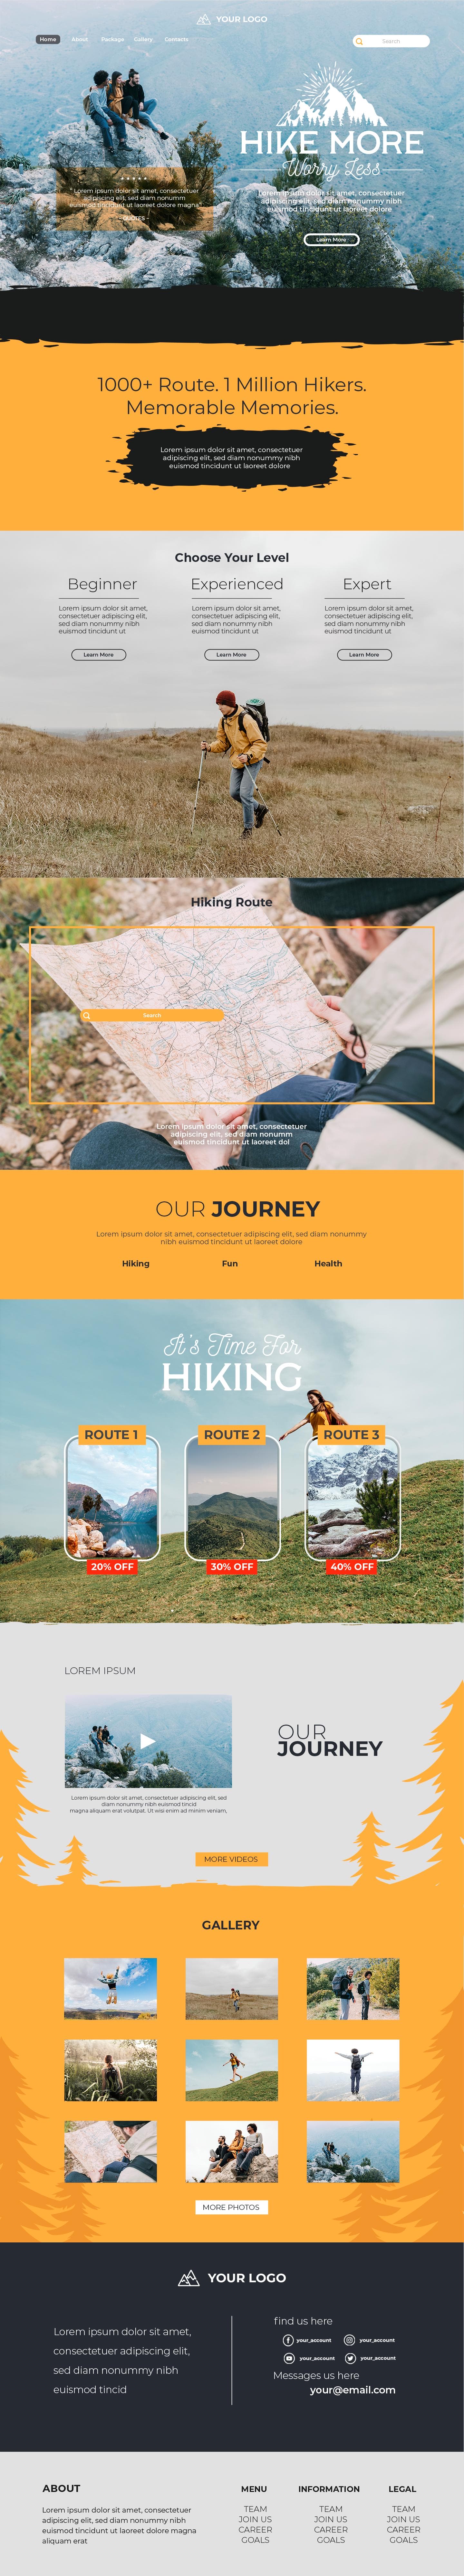 YOUR LOGO
Home About Package Gallery Contacts
Search
HIKE MORE
Worry Less
Lorem ipsum dolor sit amet, consectetuer
adipiscing elit, sed diam nonumm
euismod tincidunt ut laoreet dolore magna
Lorem ipsum dolor sit amet, consectetuer
adipiscing elit, sed diam nonummy nibh
euismod tincidunt ut laoreet dolore
Learn More
1000+ Route. 1 Million Hikers.
Memorable Memories.
Lorem ipsum dolor sit amet, consectetuer
adipiscing elit, sed diam nonummy nibh
euismod tincidunt ut laoreet dolore
Choose Your Level
Beginner
Lorem ipsum dolor sit amet,
consectetuer adipiscing elit,
sed diam nonummy nibh
euismod tincidunt ut
Learn More
Experienced
Lorem ipsum dolor sit amet,
consectetuer adipiscing elit,
sed diam nonummy nibh
euismod tincidunt ut
Learn More
Expert
Lorem ipsum dolor sit amet,
consectetuer adipiscing elit,
sed diam nonummy nibh
euismod tincidunt ut
Learn More
Hiking Route
Search
Lorem ipsum dolor sit amet, consectetuer
adipiscing elit, sed diam nonumm
euismod tincidunt ut laoreet dol
OUR JOURNEY
Lorem ipsum dolor sit amet, consectetuer adipiscing elit, sed diam nonummy
nibh euismod tincidunt ut laoreet dolore
Hiking Fun Health
It's Time For
HIKING
ROUTE 1 ROUTE 2 ROUTE 3
20% OFF 30% OFF 40% OFF
LOREM IPSUM
Lorem ipsum dolor sit amet, consectetuer adipiscing elit, sed
diam nonummy nibh euismod tincid
magna aliquam erat volutpat. Ut wisi enim ad minim veniam,
OUR
JOURNEY
MORE VIDEOS
GALLERY
MORE PHOTOS
YOUR LOGO
Lorem ipsum dolor sit amet,
consectetuer adipiscing elit,
sed diam nonummy nibh
euismod tincid
find us here
your_account your_account
your_account your_account
Messages us here
your@email.com
ABOUT
Lorem ipsum dolor sit amet, consectetuer
adipiscing elit, sed diam nonummy nibh
euismod tincidunt ut laoreet dolore magna
aliquam erat
MENU
TEAM
JOIN US
CAREER
GOALS
INFORMATION
TEAM
JOIN US
CAREER
GOALS
LEGAL
TEAM
JOIN US
CAREER
GOALS